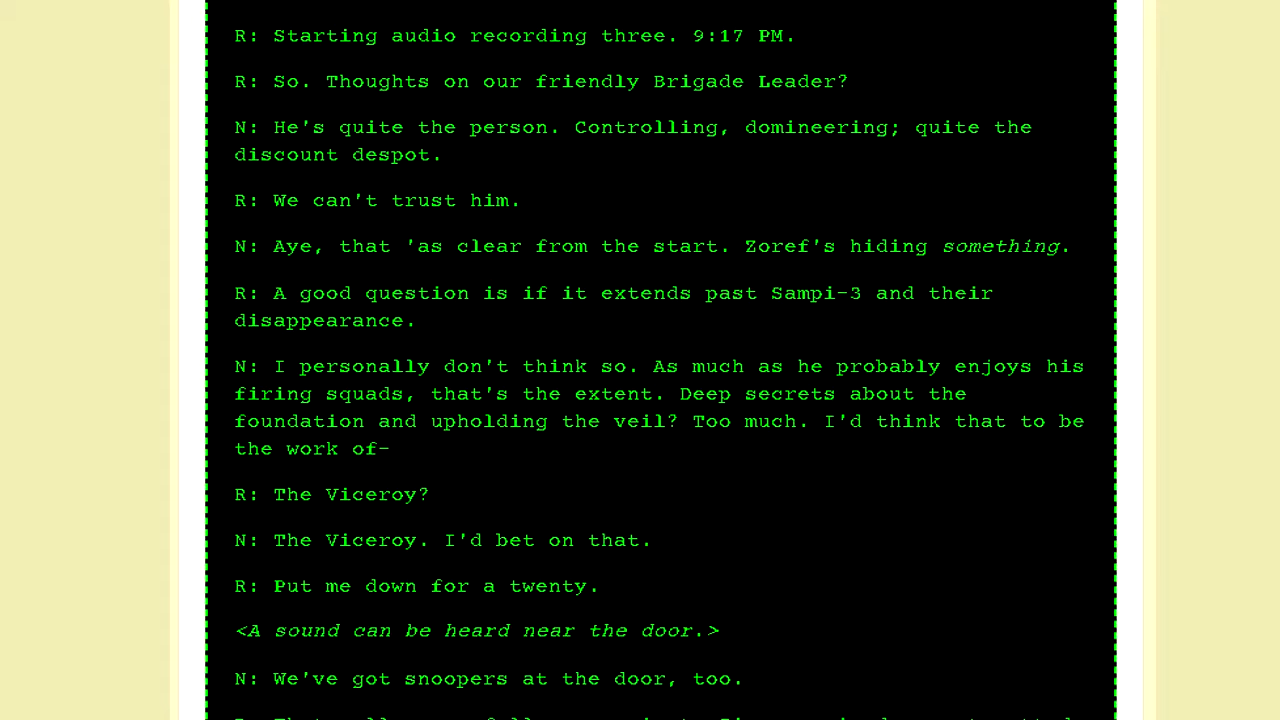 R: Starting audio recording three. 9:17 PM.
R: So. Thoughts on our friendly Brigade Leader?
N: He's quite the person. Controlling, domineering; quite the
discount despot.
R: We can't trust him.
N: Aye, that 'as clear from the start. Zoref's hiding something.
R: A good question is if it extends past Sampi-3 and their
disappearance.
N: I personally don't think so. As much as he probably enjoys his
firing squads, that's the extent. Deep secrets about the
foundation and upholding the veil? Too much. I'd think that to be
the work of-
R: The Viceroy?
N: The Viceroy. I'd bet on that.
R: Put me down for a twenty.
<A sound can be heard near the door.>
N: We've got snoopers at the door, too.